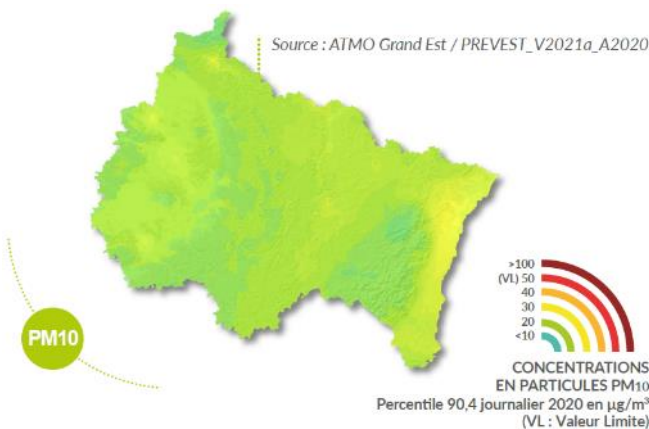 Source : ATMO Grand Est / PREVEST_V2021a_A2020
PM10
>100
(VL) 50
40
30
20
<10
CONCENTRATIONS
EN PARTICULES PM10
Percentile 90,4 journalier 2020 en µg/m³
(VL : Valeur Limite)